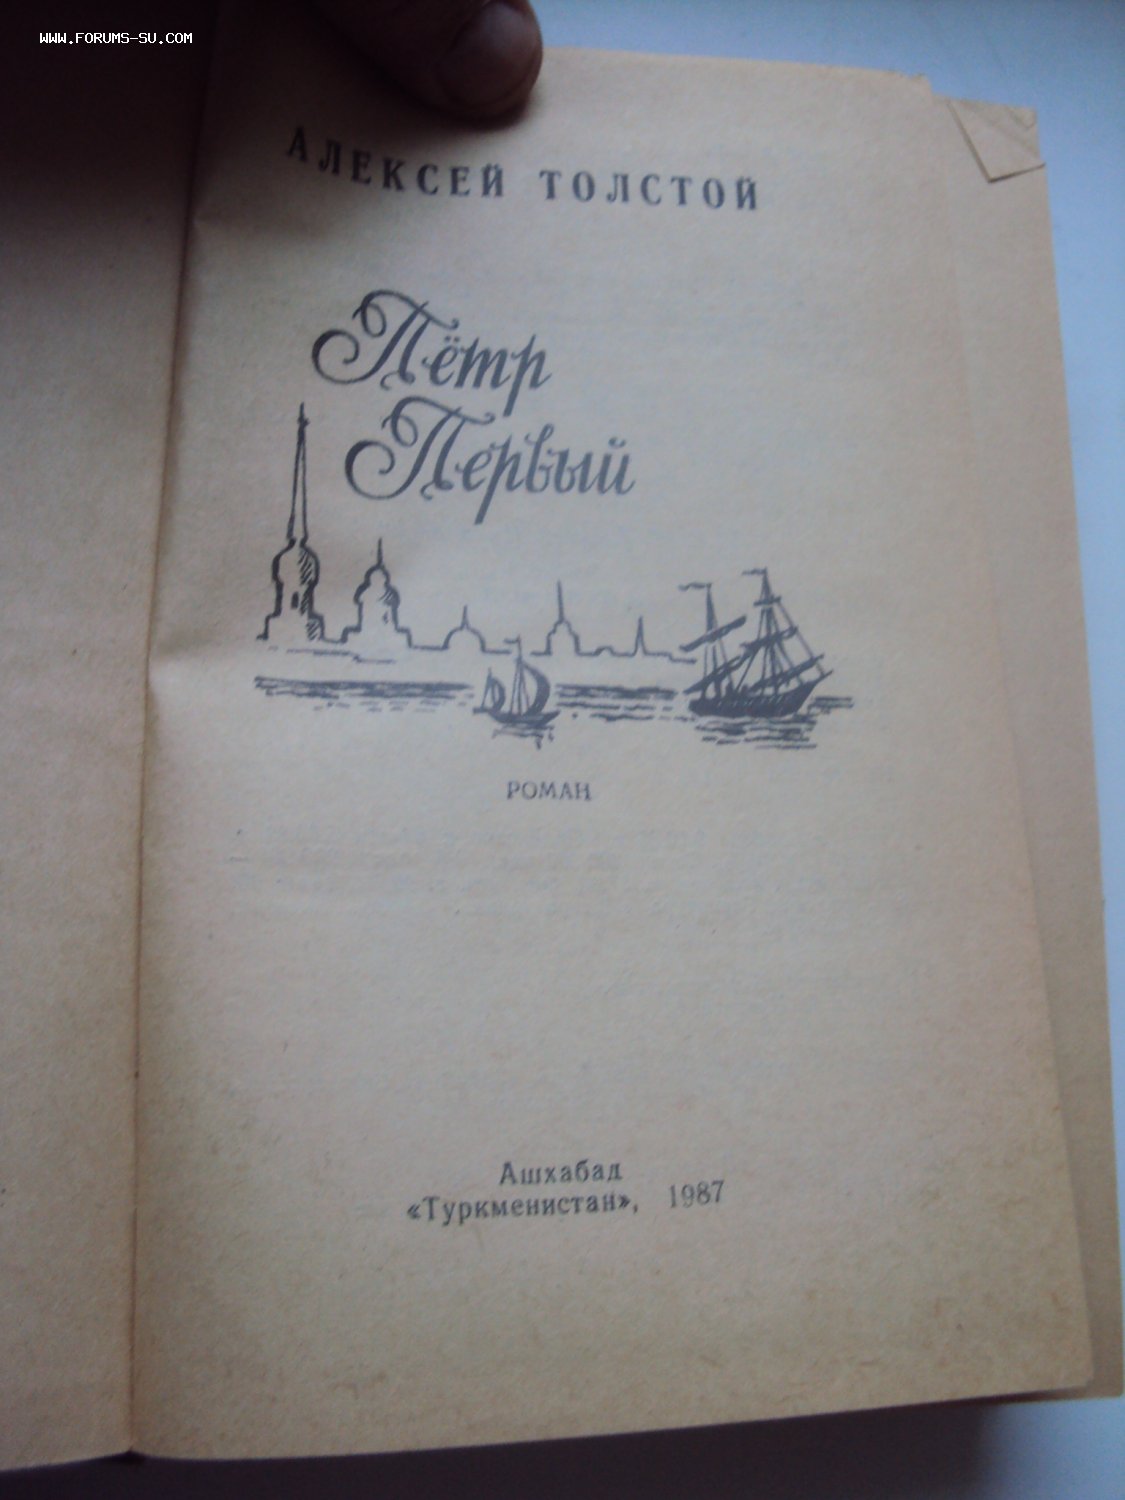 WWW.FORUMS-SU.COM
АЛЕКСЕЙ ТОЛСТОЙ
Пётр
Первый
РОМАН
Ашхабад
«Туркменистан», 1987